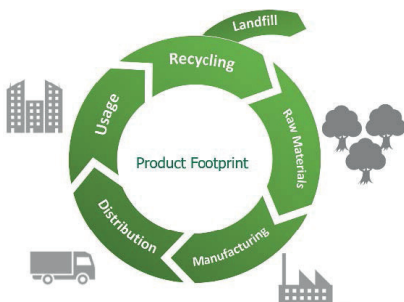 Landfill
Recycling
Raw Materials
Usage
Product Footprint
Distribution
Manufacturing